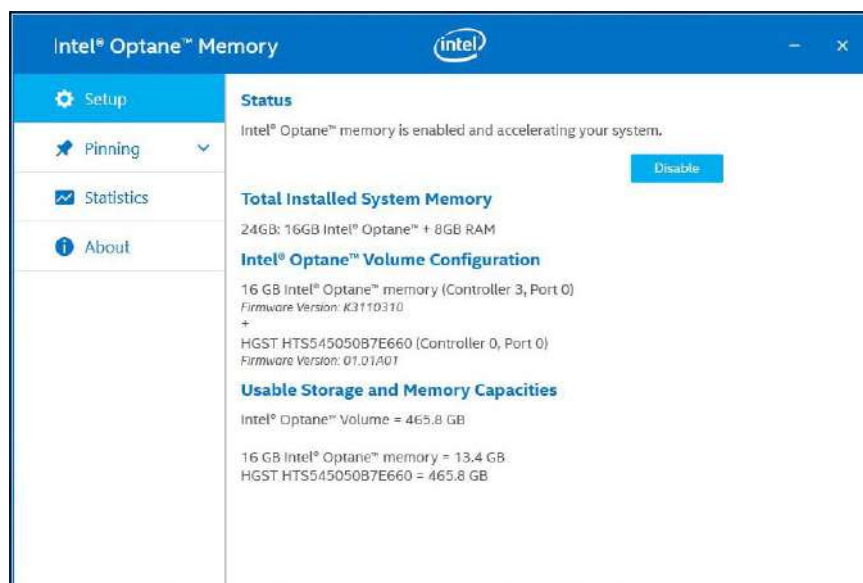 Intel® Optane™ Memory
intel
Setup
Pinning
Statistics
About
Status
Intel® Optane™ memory is enabled and accelerating your system.
Disable
Total Installed System Memory
24GB: 16GB Intel® Optane™ + 8GB RAM
Intel® Optane™ Volume Configuration
16 GB Intel® Optane™ memory (Controller 3, Port 0)
Firmware Version: K3110310
+
HGST HTS545050B7E660 (Controller 0, Port 0)
Firmware Version: 01.01A01
Usable Storage and Memory Capacities
Intel® Optane™ Volume = 465.8 GB
16 GB Intel® Optane™ memory = 13.4 GB
HGST HTS545050B7E660 = 465.8 GB